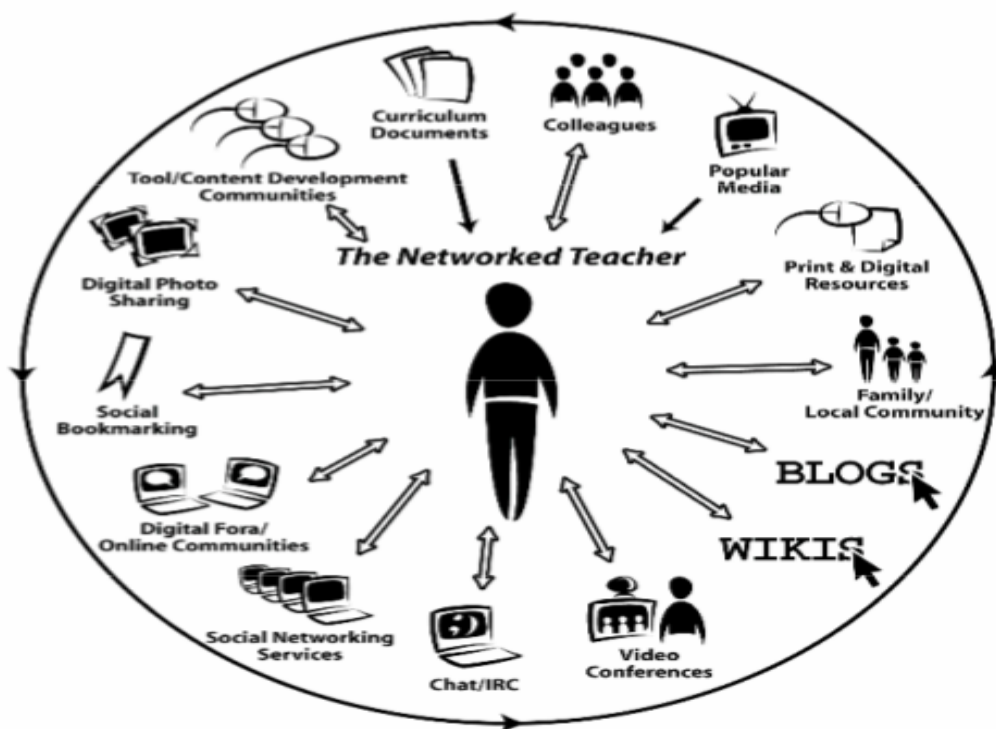 Curriculum
Documents
Colleagues
Popular
Media
Tool/Content Development
Communities
The Networked Teacher
Print & Digital
Resources
Digital Photo
Sharing
Family/
Local Community
Social
Bookmarking
BLOGS
Digital Fora/
Online Communities
WIKIS
Social Networking
Services
Chat/IRC
Video
Conferences